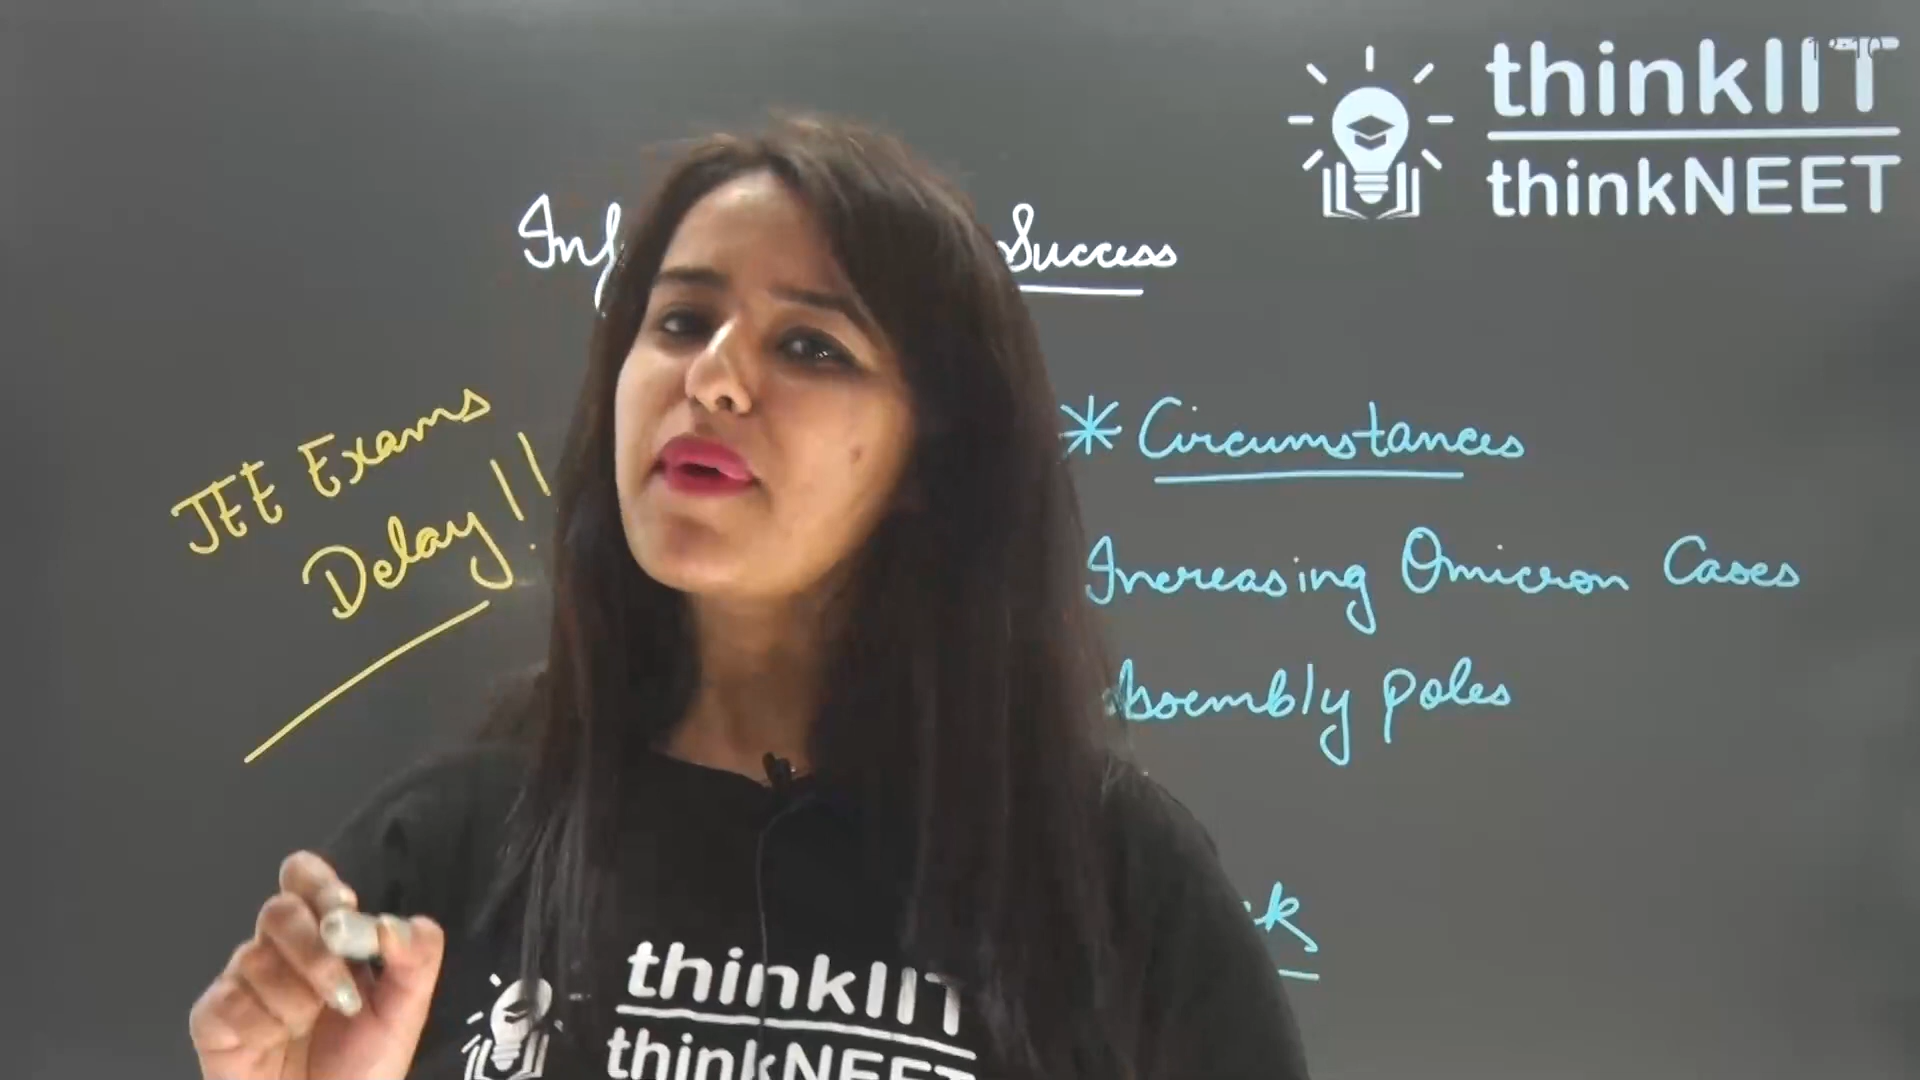 thinkIIT
thinkNEET
Success
JEE Exams
Delay!!
* Circumstances
Increasing Omicron Cases
Assembly poles
thinkIIT
thinkNEET